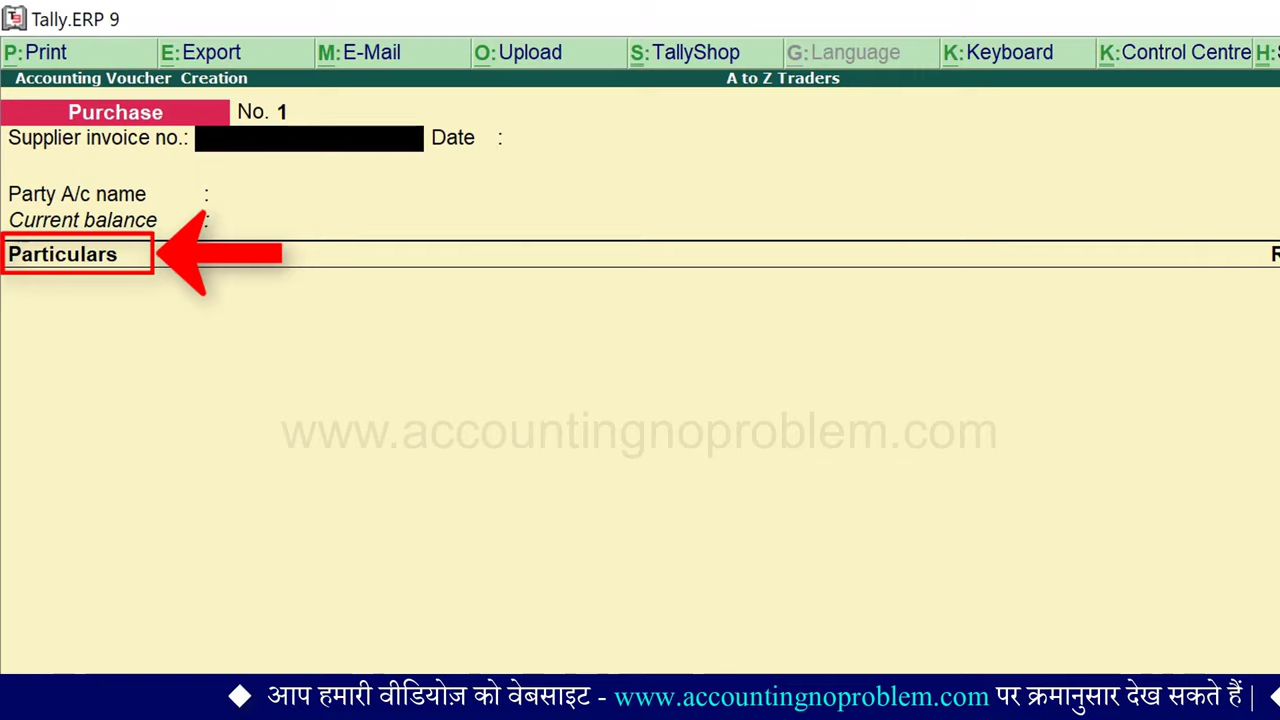 Tally.ERP 9
P:Print E:Export M:E-Mail O:Upload S:TallyShop G:Language K:Keyboard K:Control Centre H:
Accounting Voucher Creation A to Z Traders
Purchase No. 1
Supplier invoice no.: Date :
Party A/c name :
Current balance :
Particulars
www.accountingnoproblem.com
◆ आप हमारी वीडियोज़ को वेबसाइट - www.accountingnoproblem.com पर क्रमानुसार देख सकते हैं |